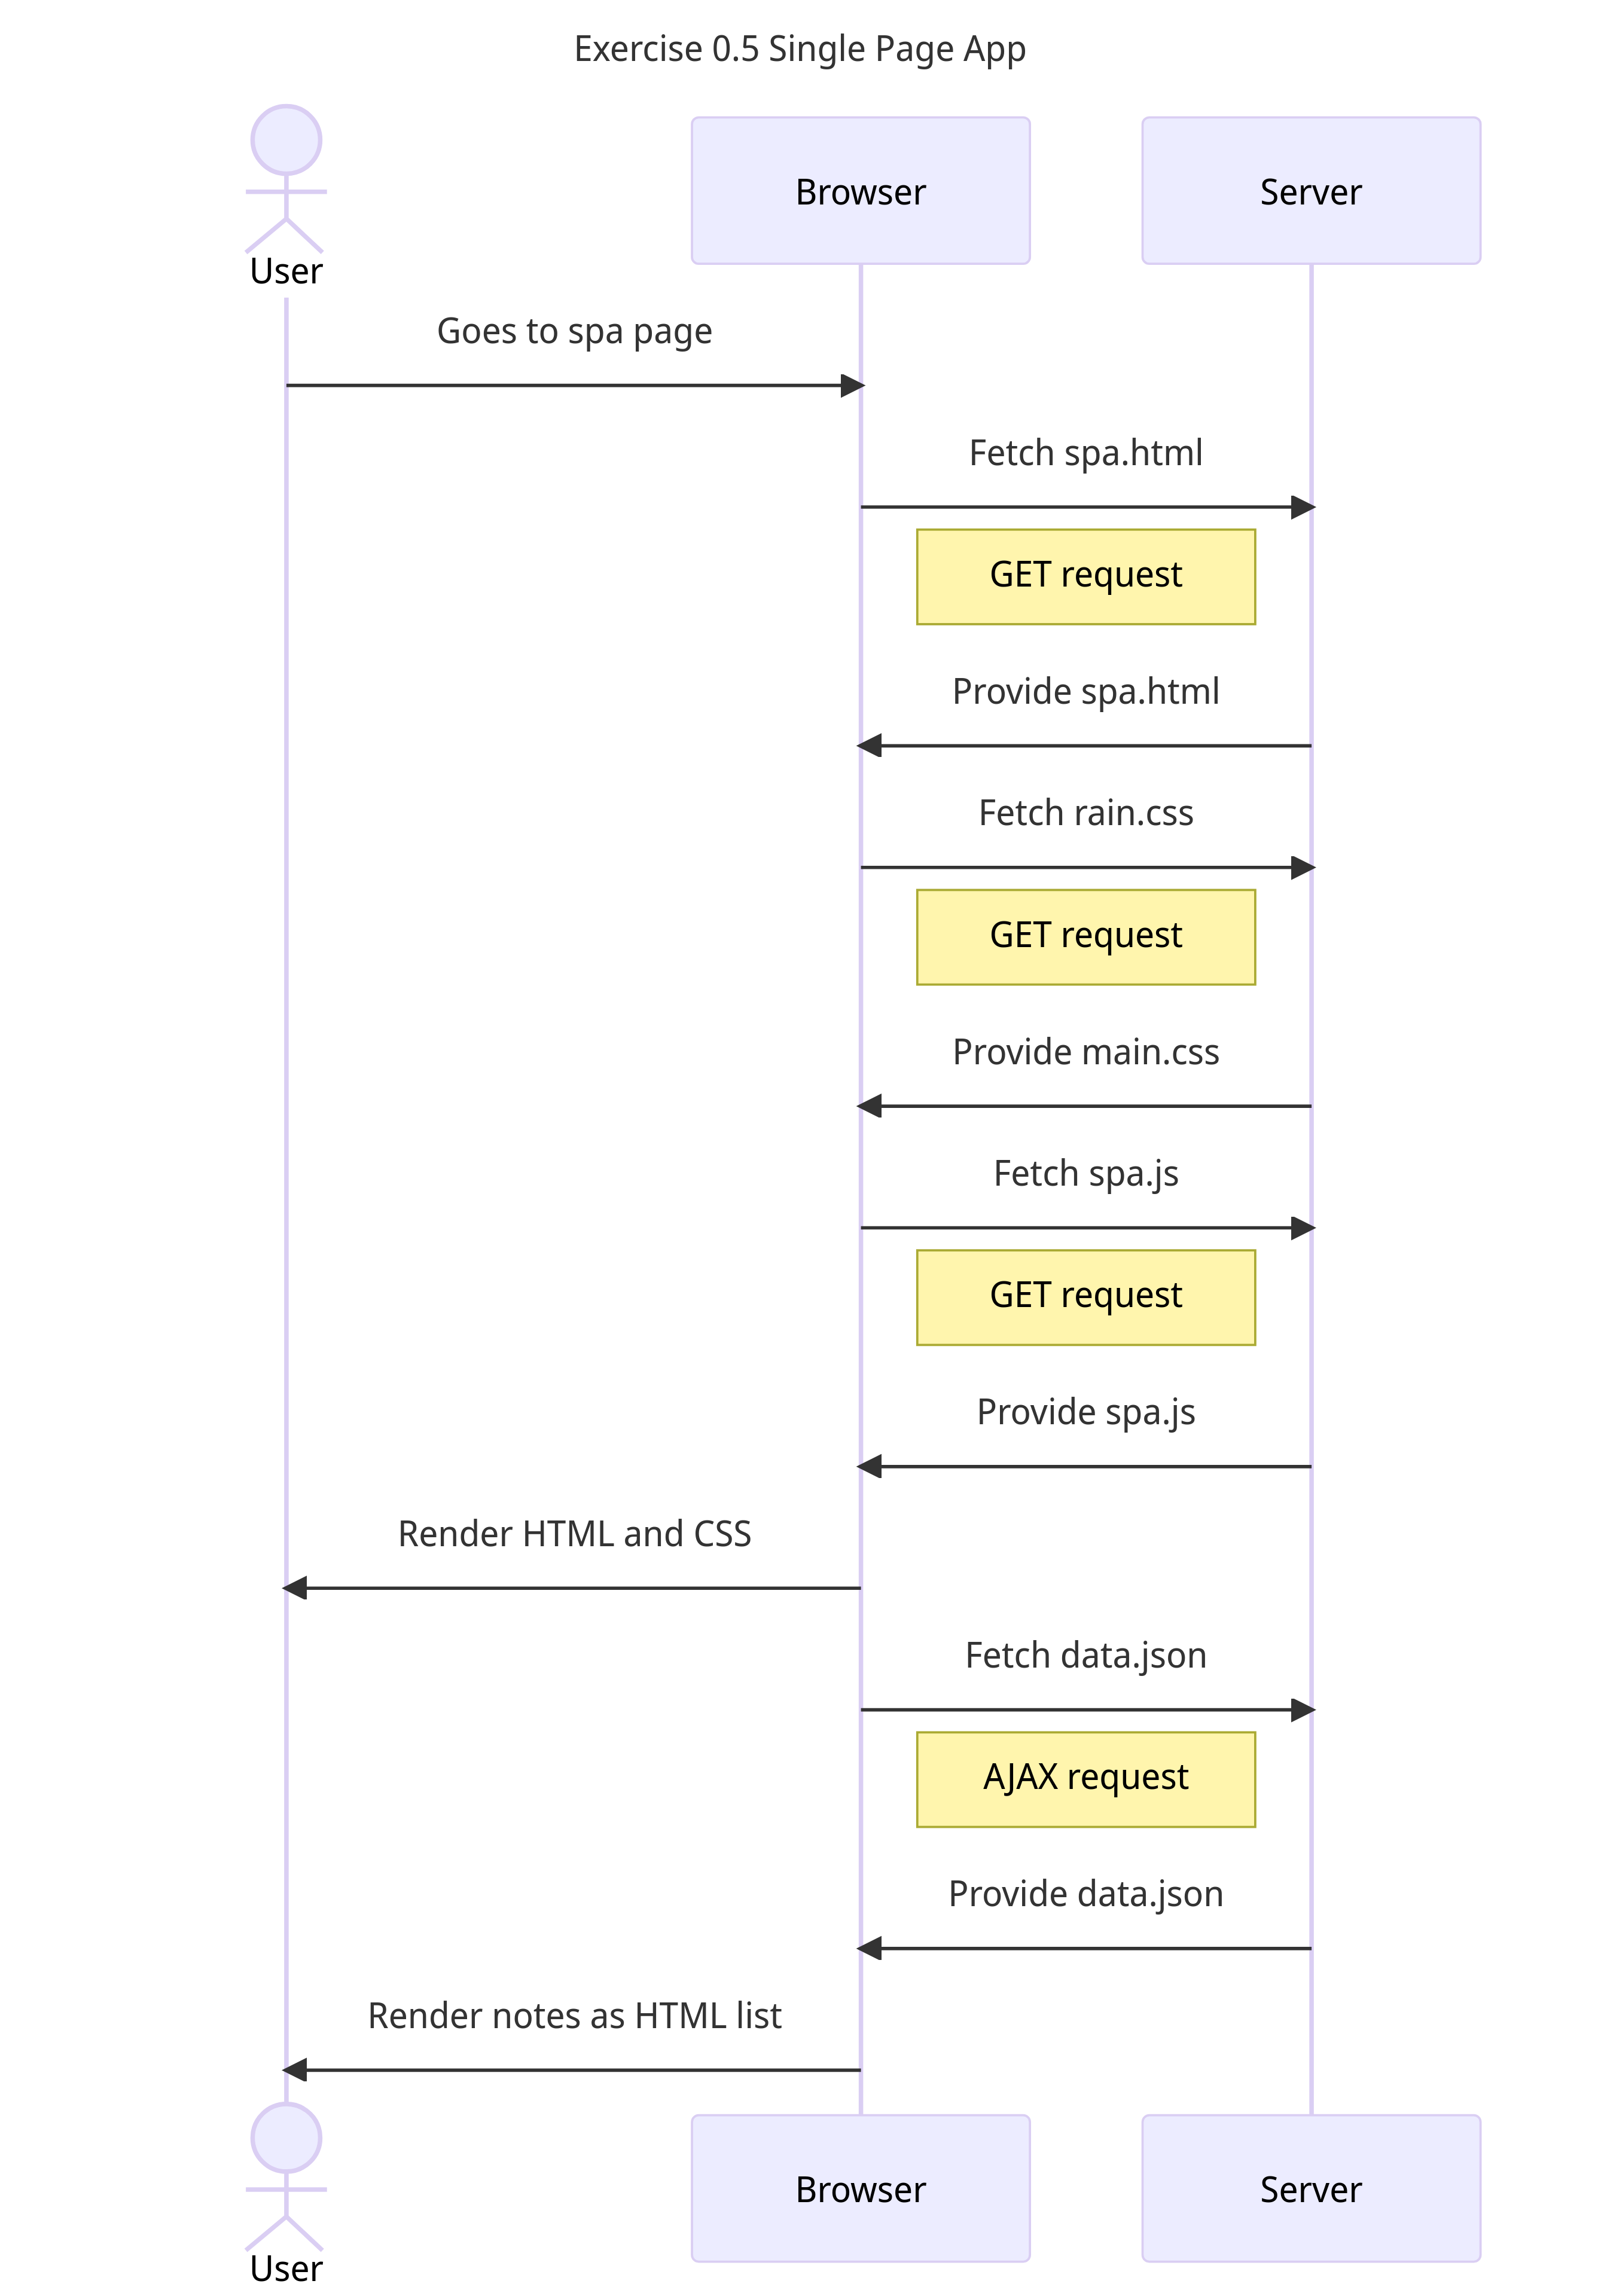 Exercise 0.5 Single Page App
User
Browser
Server
Goes to spa page
Fetch spa.html
GET request
Provide spa.html
Fetch rain.css
GET request
Provide main.css
Fetch spa.js
GET request
Provide spa.js
Render HTML and CSS
Fetch data.json
AJAX request
Provide data.json
Render notes as HTML list
User
Browser
Server